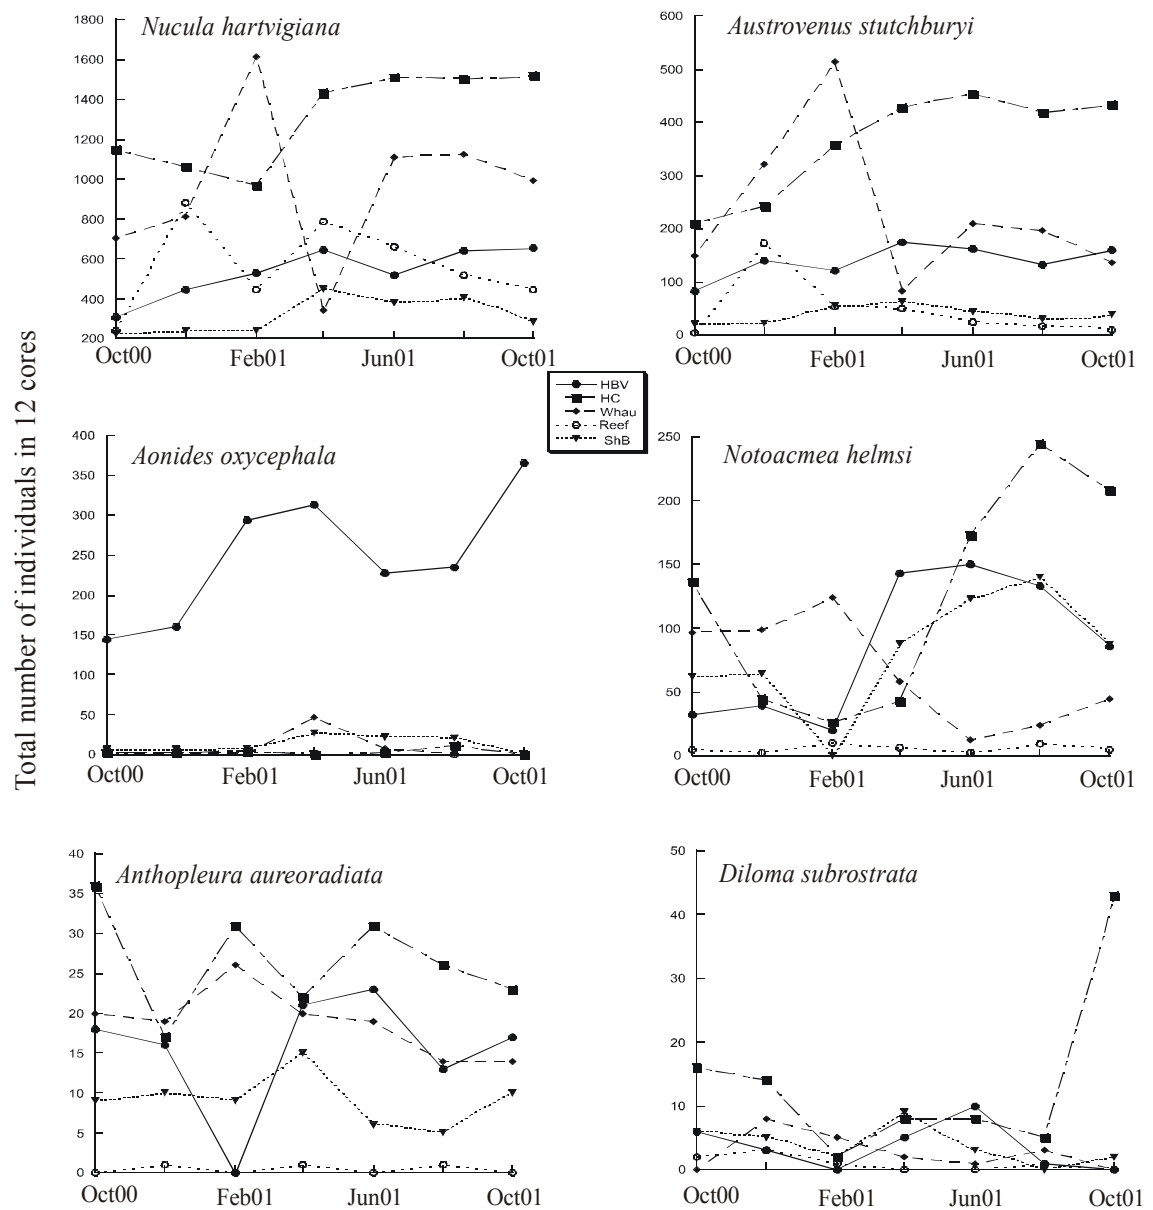 Total number of individuals in 12 cores
Nucula hartvigiana
1800
1600
1400
1200
1000
800
600
400
200
Oct00 Feb01 Jun01 Oct01
Austrovenus stutchburyi
600
500
400
300
200
100
0
Oct00 Feb01 Jun01 Oct01
HBV
HC
Whau
Reef
ShB
Aonides oxycephala
400
350
300
250
200
150
100
50
0
Oct00 Feb01 Jun01 Oct01
Notoacmea helmsi
250
200
150
100
50
0
Oct00 Feb01 Jun01 Oct01
Anthopleura aureoradiata
40
35
30
25
20
15
10
5
0
Oct00 Feb01 Jun01 Oct01
Diloma subrostrata
50
40
30
20
10
0
Oct00 Feb01 Jun01 Oct01